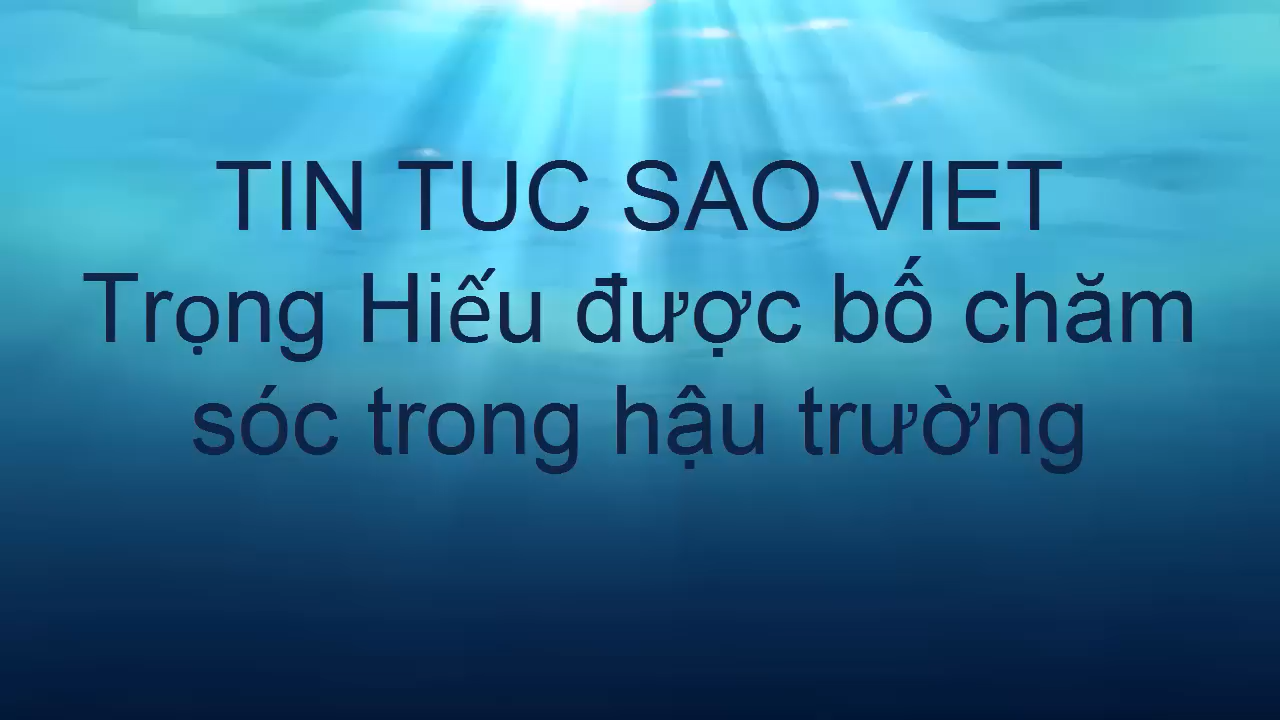 TIN TUC SAO VIET
Trọng Hiếu được bố chăm
sóc trong hậu trường